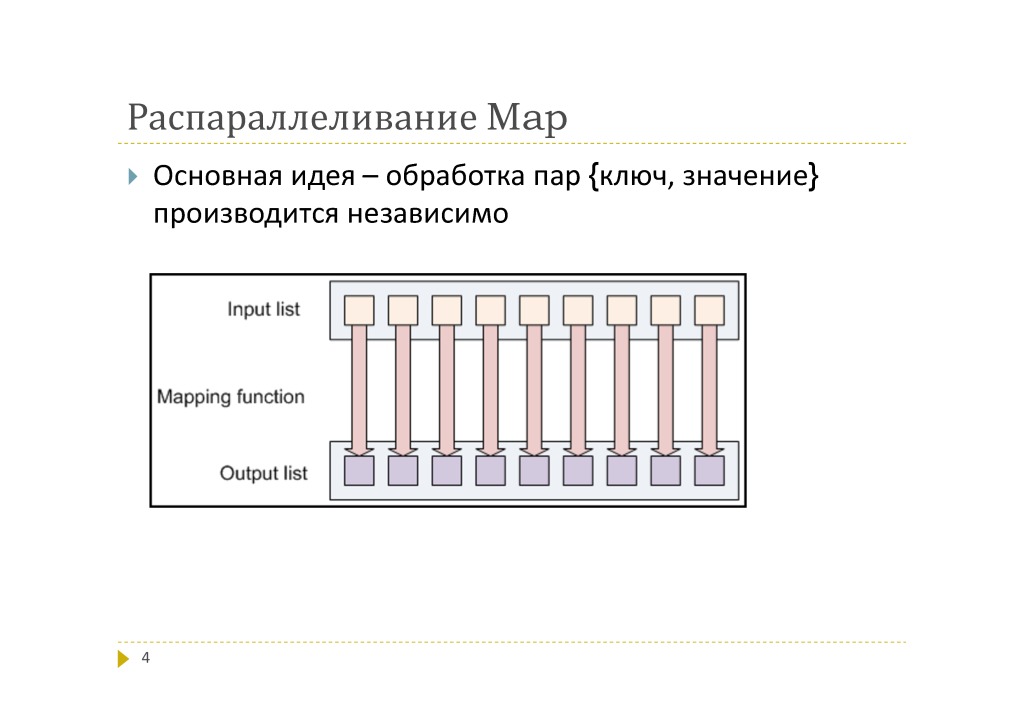 Распараллеливание Map
Основная идея – обработка пар {ключ, значение}
производится независимо
Input list
Mapping function
Output list
4